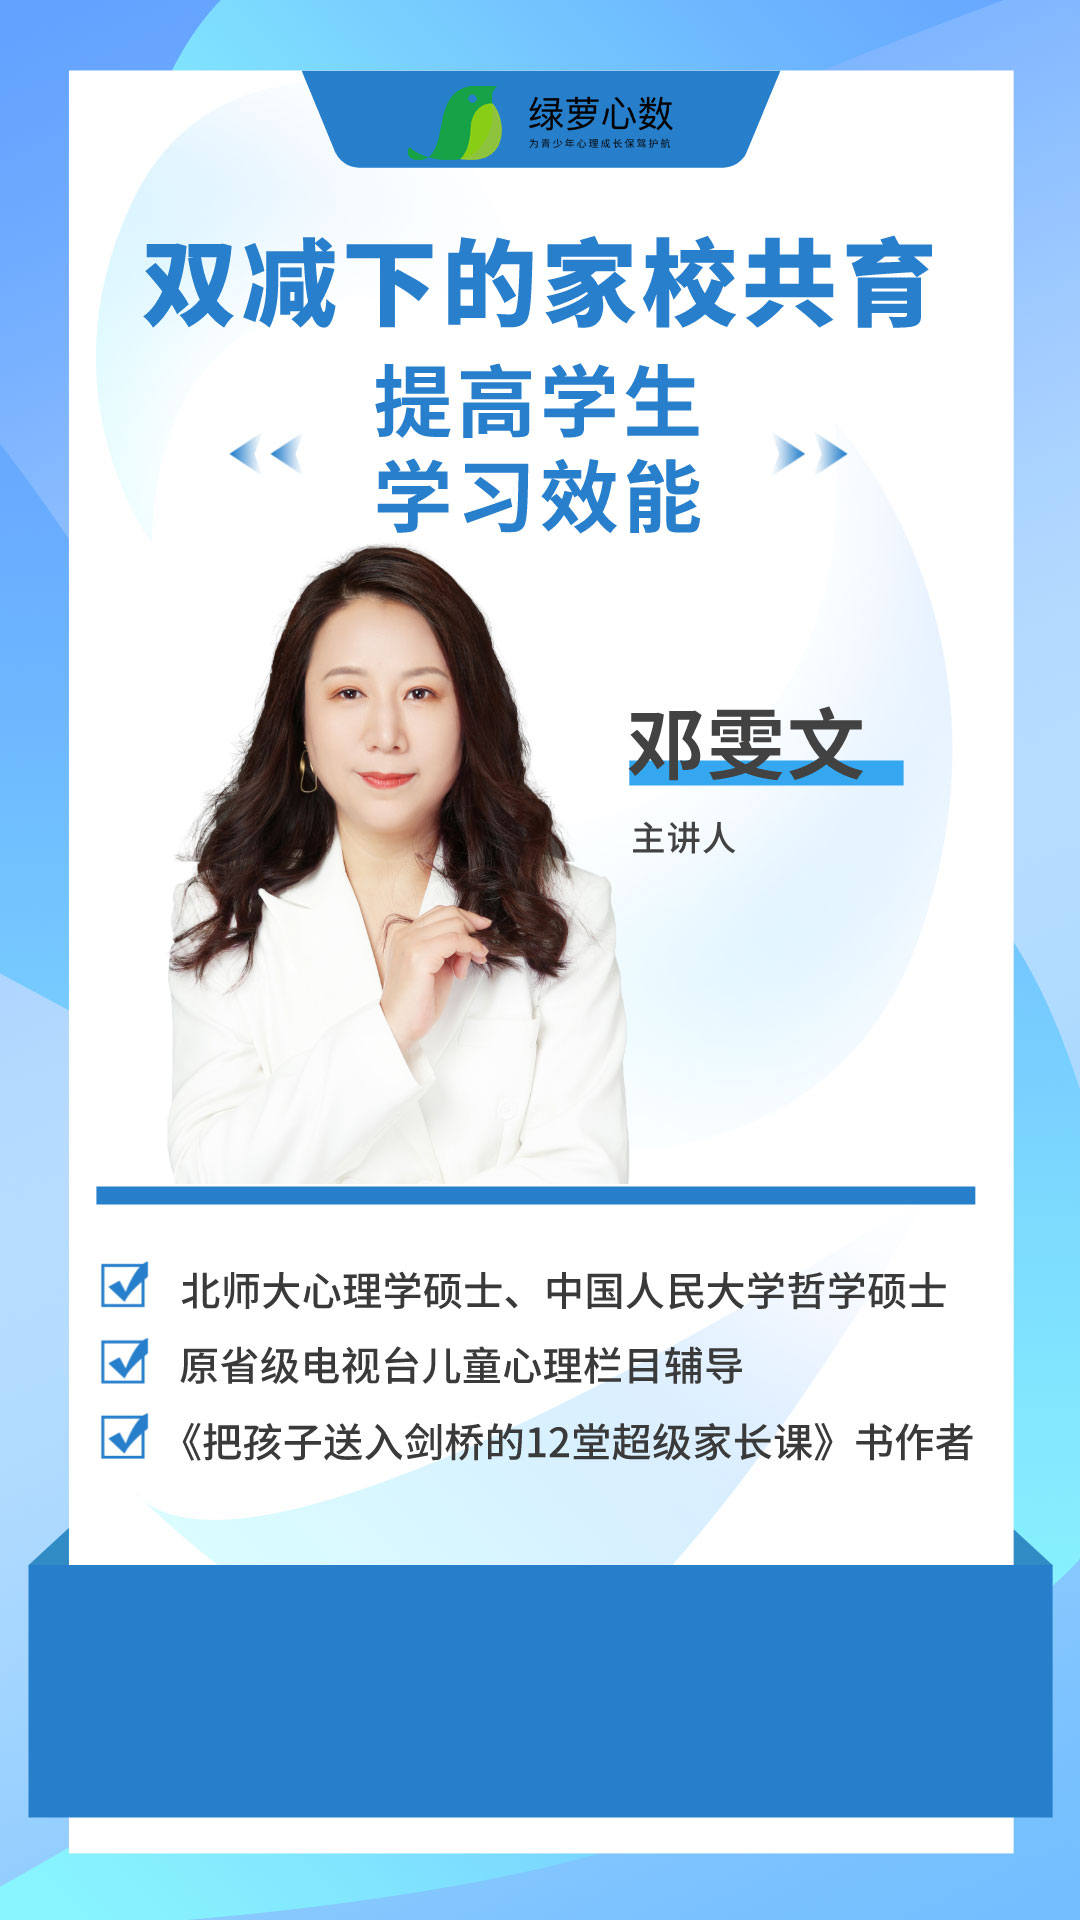 绿萝心数
为青少年心理成长保驾护航
双减下的家校共育
提高学生
学习效能
邓雯文
主讲人
北师大心理学硕士、中国人民大学哲学硕士
原省级电视台儿童心理栏目辅导
《把孩子送入剑桥的12堂超级家长课》书作者